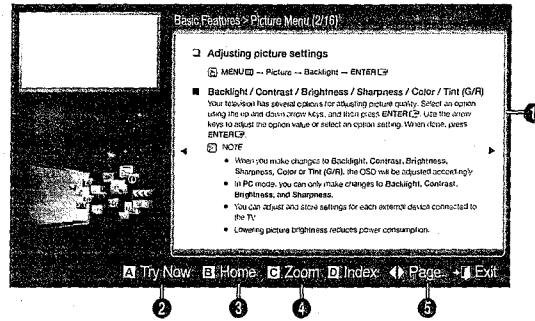 Basic Features > Picture Menu (2/16)
❑ Adjusting picture settings
MENU → Picture → Backlight → ENTER
■ Backlight / Contrast / Brightness / Sharpness / Color / Tint (G/R)
Your television has several options for adjusting picture quality. Select an option
using the up and down arrow keys, and then press ENTER. Use the arrow
keys to adjust the option value or select an option setting. When done, press
ENTER.
NOTE
● When you make changes to Backlight, Contrast, Brightness,
Sharpness, Color or Tint (G/R), the OSD will be adjusted accordingly.
● In PC mode, you can only make changes to Backlight, Contrast,
Brightness, and Sharpness.
● You can adjust and store settings for each external device connected to
the TV.
● Lowering picture brightness reduces power consumption.
◀ ▶
1
A Try Now B Home C Zoom D Index ◀▶ Page Exit
2 3 4 5